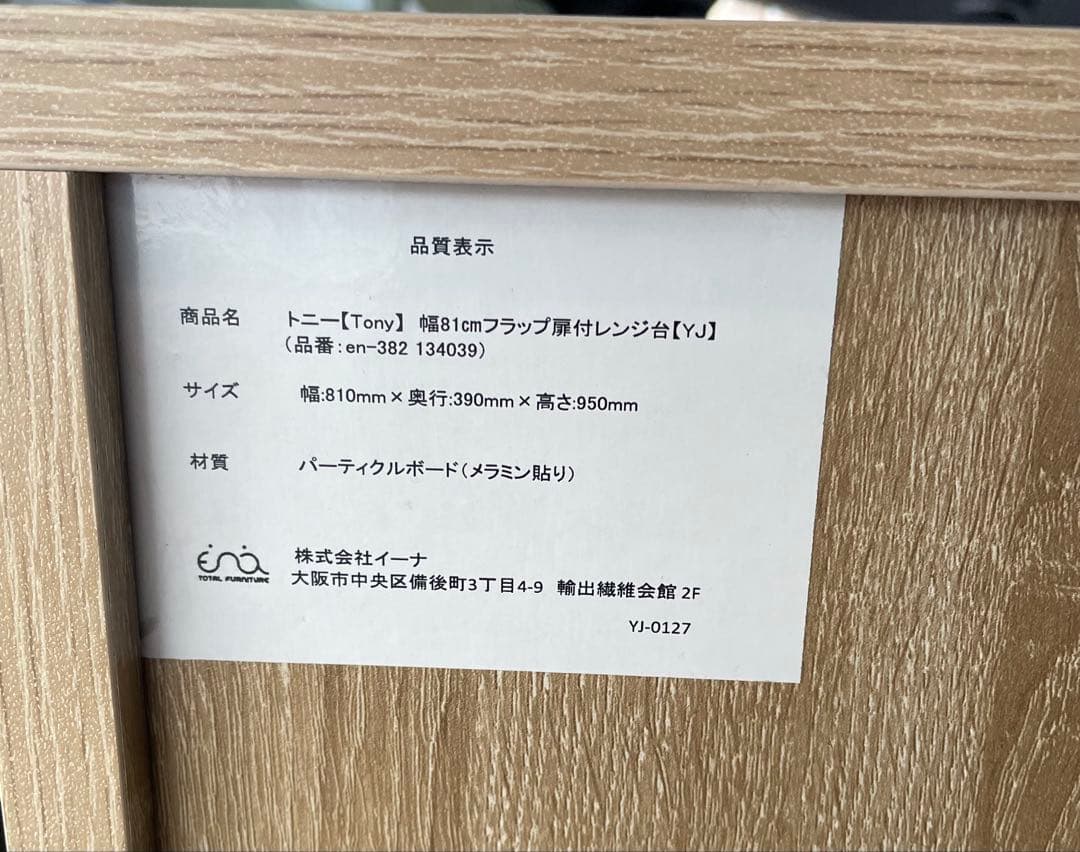 品質表示
商品名 トニー【Tony】 幅81cmフラップ扉付レンジ台【YJ】
（品番：en-382 134039）
サイズ 幅:810mm×奥行:390mm×高さ:950mm
材質 パーティクルボード（メラミン貼り）
ena 株式会社イーナ
TOTAL FURNITURE 大阪市中央区備後町3丁目4-9 輸出繊維会館 2F
YJ-0127